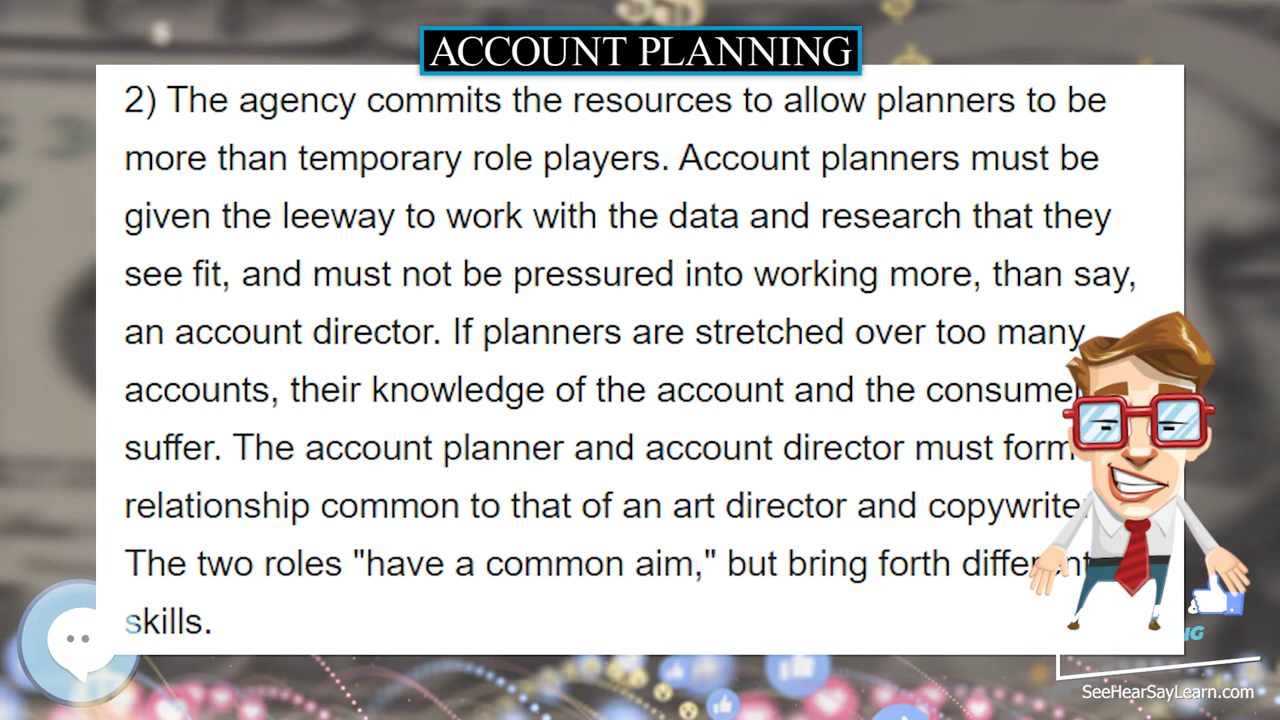 ACCOUNT PLANNING
2) The agency commits the resources to allow planners to be
more than temporary role players. Account planners must be
given the leeway to work with the data and research that they
see fit, and must not be pressured into working more, than say,
an account director. If planners are stretched over too many
accounts, their knowledge of the account and the consumer
suffer. The account planner and account director must form
relationship common to that of an art director and copywriter
The two roles "have a common aim," but bring forth different
skills.
SeeHearSayLearn.com